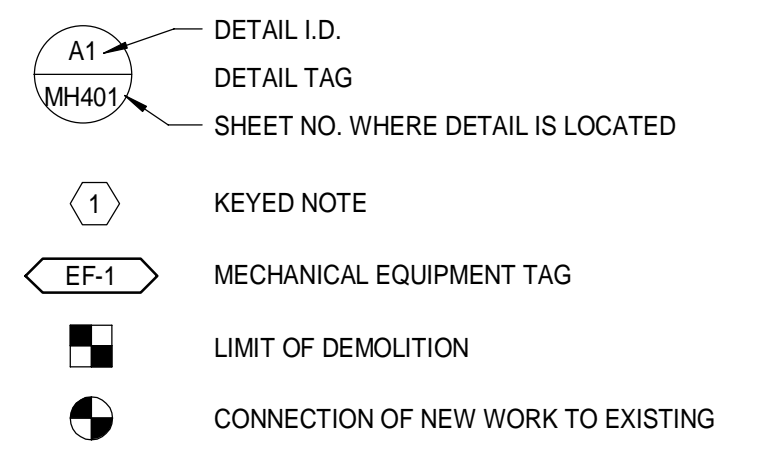 A1
MH401
DETAIL I.D.
DETAIL TAG
SHEET NO. WHERE DETAIL IS LOCATED
1
KEYED NOTE
EF-1
MECHANICAL EQUIPMENT TAG
LIMIT OF DEMOLITION
CONNECTION OF NEW WORK TO EXISTING